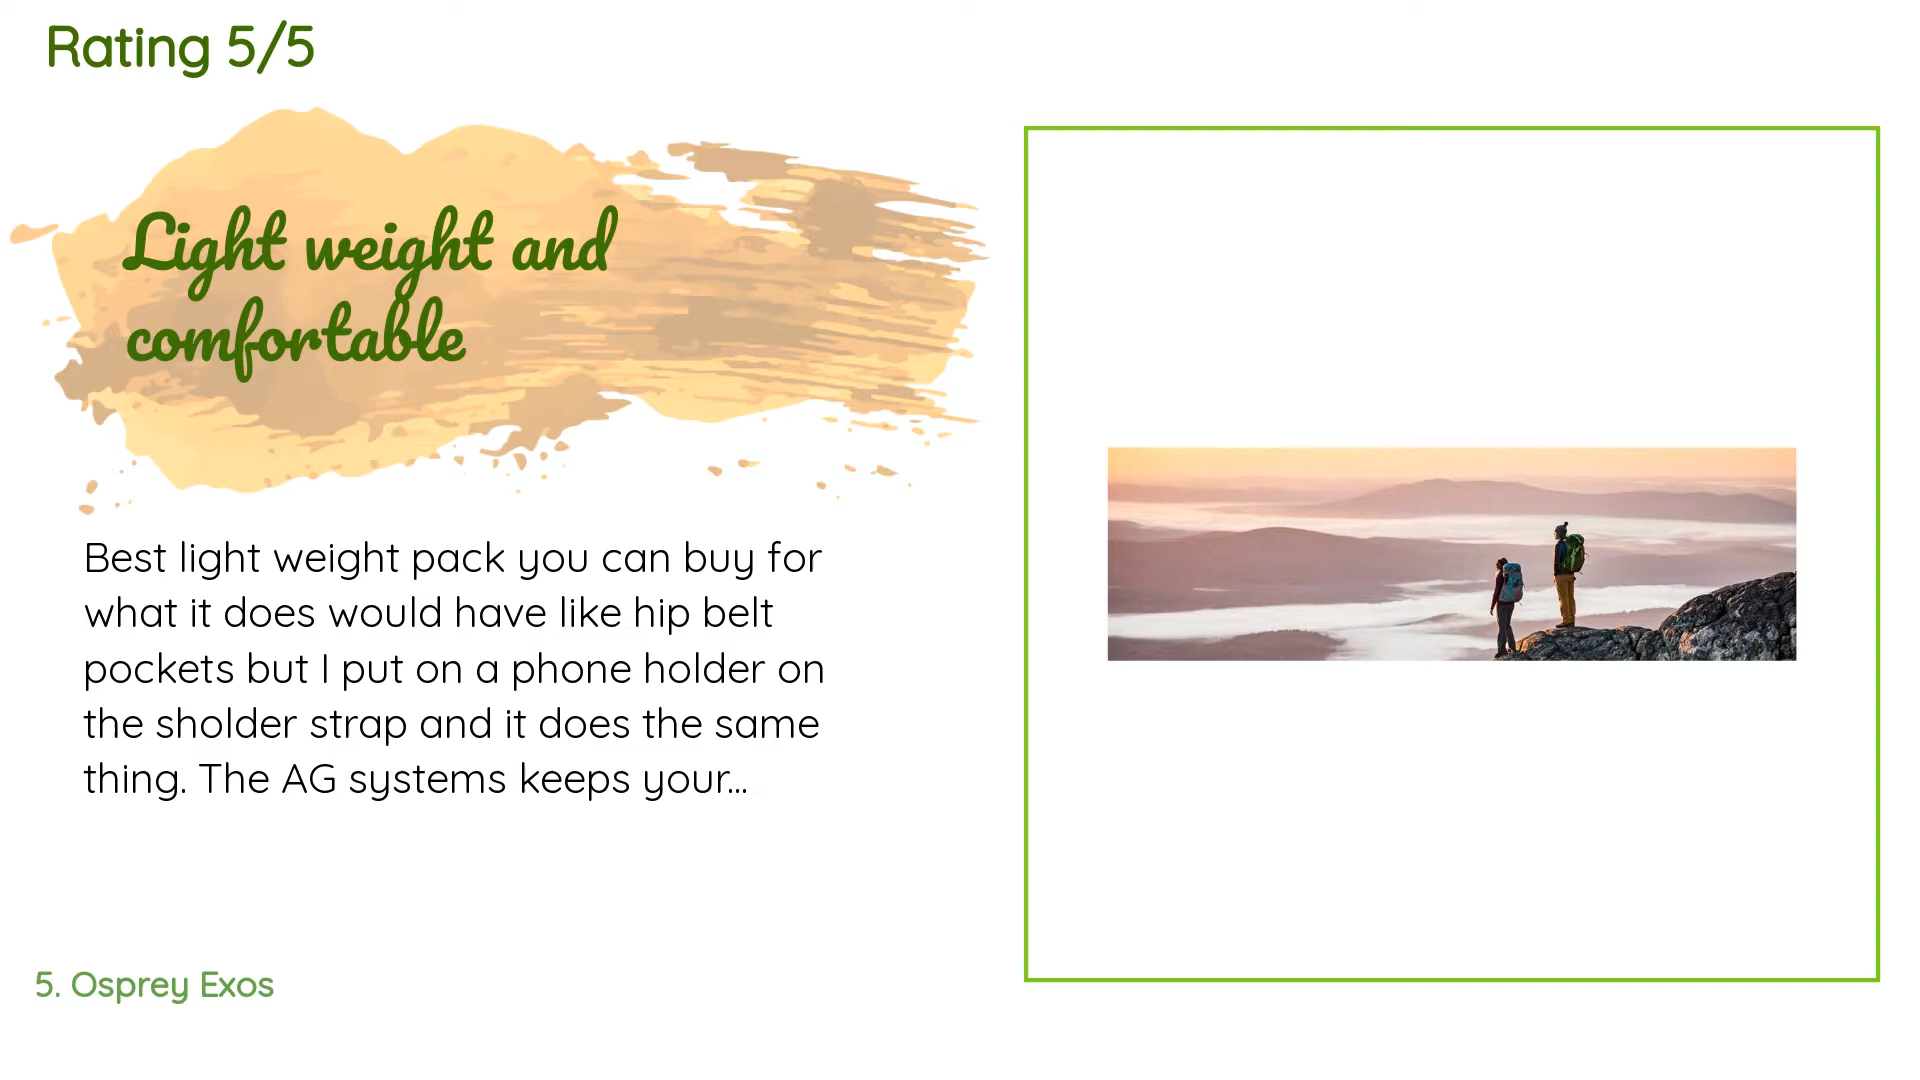 Rating 5/5
Light weight and
comfortable
Best light weight pack you can buy for
what it does would have like hip belt
pockets but I put on a phone holder on
the sholder strap and it does the same
thing. The AG systems keeps your...
5. Osprey Exos